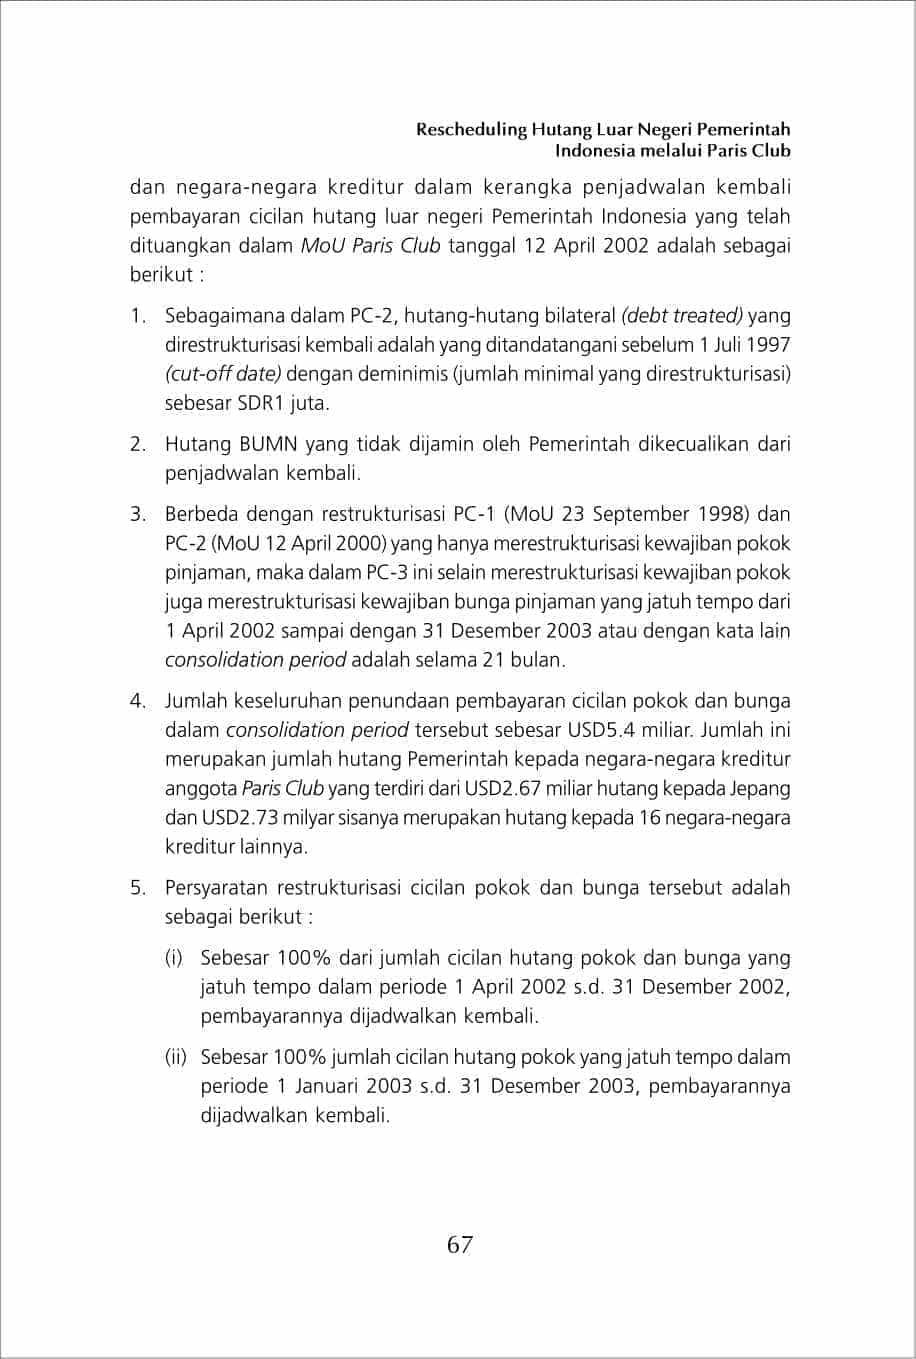 Rescheduling Hutang Luar Negeri Pemerintah
Indonesia melalui Paris Club
dan negara-negara kreditur dalam kerangka penjadwalan kembali
pembayaran cicilan hutang luar negeri Pemerintah Indonesia yang telah
dituangkan dalam MoU Paris Club tanggal 12 April 2002 adalah sebagai
berikut :
1. Sebagaimana dalam PC-2, hutang-hutang bilateral (debt treated) yang
direstrukturisasi kembali adalah yang ditandatangani sebelum 1 Juli 1997
(cut-off date) dengan deminimis (jumlah minimal yang direstrukturisasi)
sebesar SDR1 juta.
2. Hutang BUMN yang tidak dijamin oleh Pemerintah dikecualikan dari
penjadwalan kembali.
3. Berbeda dengan restrukturisasi PC-1 (MoU 23 September 1998) dan
PC-2 (MoU 12 April 2000) yang hanya merestrukturisasi kewajiban pokok
pinjaman, maka dalam PC-3 ini selain merestrukturisasi kewajiban pokok
juga merestrukturisasi kewajiban bunga pinjaman yang jatuh tempo dari
1 April 2002 sampai dengan 31 Desember 2003 atau dengan kata lain
consolidation period adalah selama 21 bulan.
4. Jumlah keseluruhan penundaan pembayaran cicilan pokok dan bunga
dalam consolidation period tersebut sebesar USD5.4 miliar. Jumlah ini
merupakan jumlah hutang Pemerintah kepada negara-negara kreditur
anggota Paris Club yang terdiri dari USD2.67 miliar hutang kepada Jepang
dan USD2.73 milyar sisanya merupakan hutang kepada 16 negara-negara
kreditur lainnya.
5. Persyaratan restrukturisasi cicilan pokok dan bunga tersebut adalah
sebagai berikut :
(i) Sebesar 100% dari jumlah cicilan hutang pokok dan bunga yang
jatuh tempo dalam periode 1 April 2002 s.d. 31 Desember 2002,
pembayarannya dijadwalkan kembali.
(ii) Sebesar 100% jumlah cicilan hutang pokok yang jatuh tempo dalam
periode 1 Januari 2003 s.d. 31 Desember 2003, pembayarannya
dijadwalkan kembali.
67